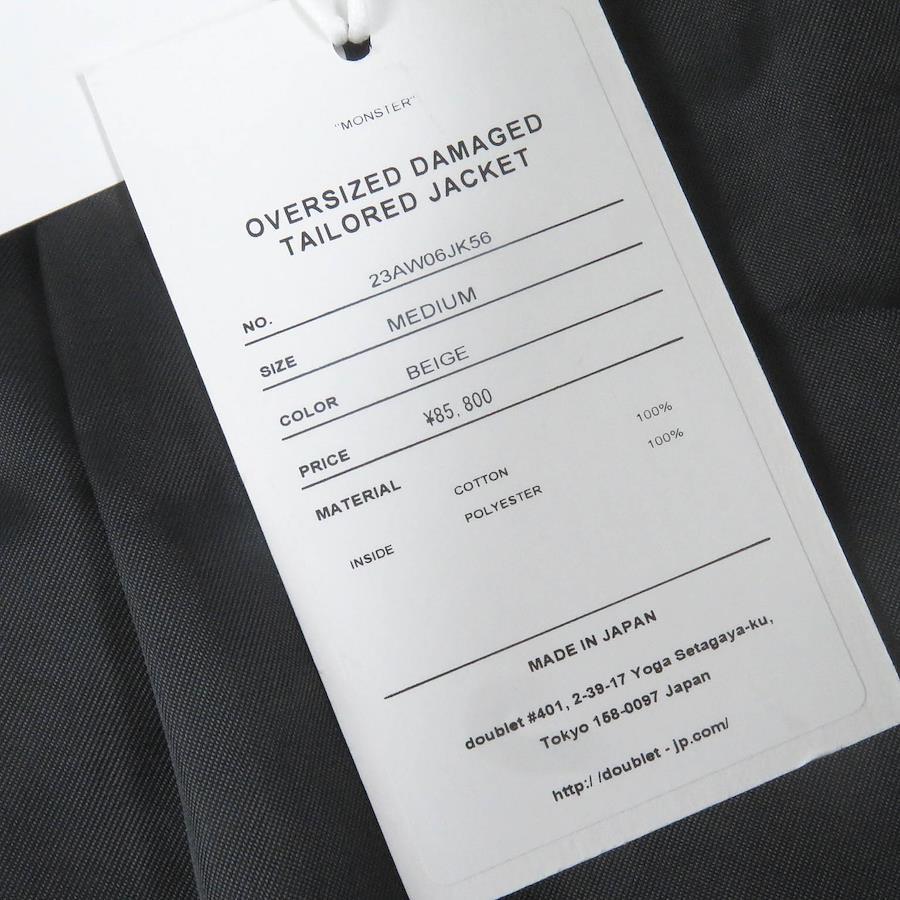 "MONSTER"
OVERSIZED DAMAGED
TAILORED JACKET
NO. 23AW06JK56
SIZE MEDIUM
COLOR BEIGE
PRICE ¥85,800
MATERIAL COTTON 100%
INSIDE POLYESTER 100%
MADE IN JAPAN
doublet #401, 2-39-17 Yoga Setagaya-ku,
Tokyo 158-0097 Japan
http://doublet-jp.com/